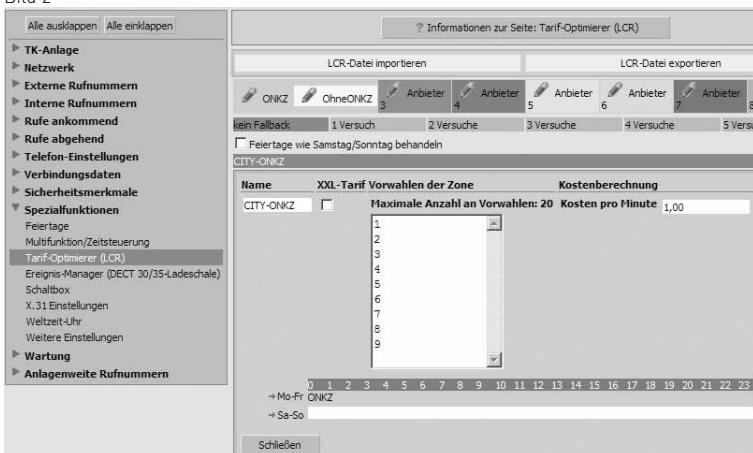 Alle ausklappen Alle einklappen
TK-Anlage
Netzwerk
Externe Rufnummern
Interne Rufnummern
Rufe ankommend
Rufe abgehend
Telefon-Einstellungen
Verbindungsdaten
Sicherheitsmerkmale
Spezialfunktionen
Feiertage
Multifunktion/Zeitsteuerung
Tarif-Optimierer (LCR)
Ereignis-Manager (DECT 30/35-Ladeschale)
Schaltbox
X.31 Einstellungen
Weltzeit-Uhr
Weitere Einstellungen
Wartung
Anlagenweite Rufnummern
? Informationen zur Seite: Tarif-Optimierer (LCR)
LCR-Datei importieren LCR-Datei exportieren
ONKZ OhneONKZ Anbieter 3 Anbieter 4 Anbieter 5 Anbieter 6 Anbieter 7 8
kein Fallback 1 Versuch 2 Versuche 3 Versuche 4 Versuche 5 Versu
Feiertage wie Samstag/Sonntag behandeln
CITY-ONKZ
Name XXL-Tarif Vorwahlen der Zone Kostenberechnung
CITY-ONKZ Maximale Anzahl an Vorwahlen: 20 Kosten pro Minute 1,00
1
2
3
4
5
6
7
8
9
0 1 2 3 4 5 6 7 8 9 10 11 12 13 14 15 16 17 18 19 20 21 22 23
→Mo-Fr ONKZ
→Sa-So
Schließen